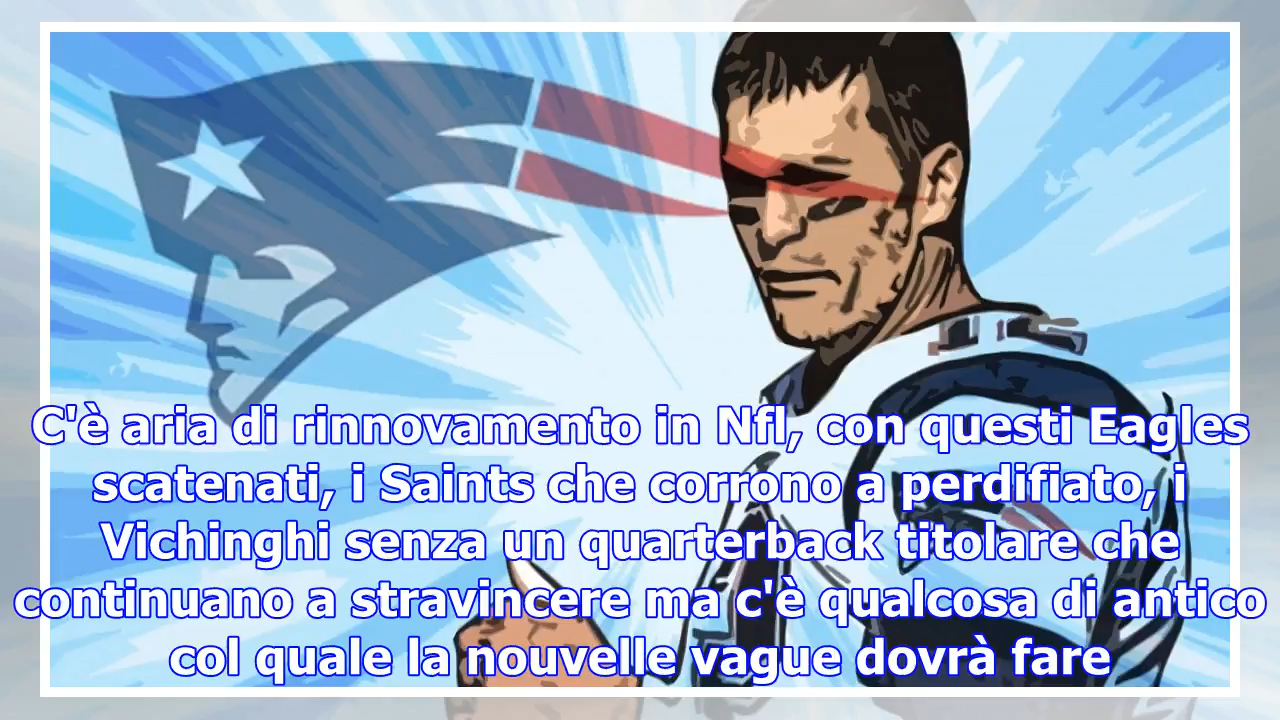 C'è aria di rinnovamento in Nfl, con questi Eagles
scatenati, i Saints che corrono a perdifiato, i
Vichinghi senza un quarterback titolare che
continuano a stravincere ma c'è qualcosa di antico
col quale la nouvelle vague dovrà fare